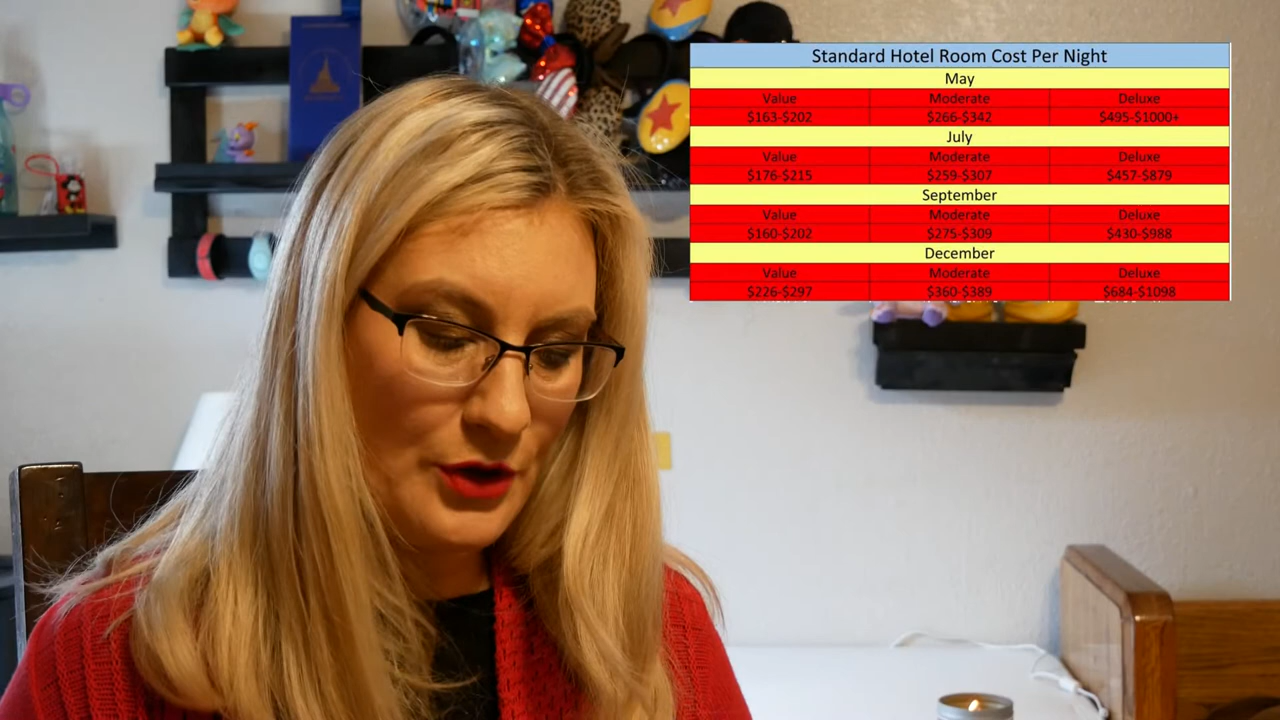 Standard Hotel Room Cost Per Night
May
Value Moderate Deluxe
$163-$202 $266-$342 $495-$1000+
July
Value Moderate Deluxe
$176-$215 $259-$307 $457-$879
September
Value Moderate Deluxe
$160-$202 $275-$309 $430-$988
December
Value Moderate Deluxe
$226-$297 $360-$389 $684-$1098